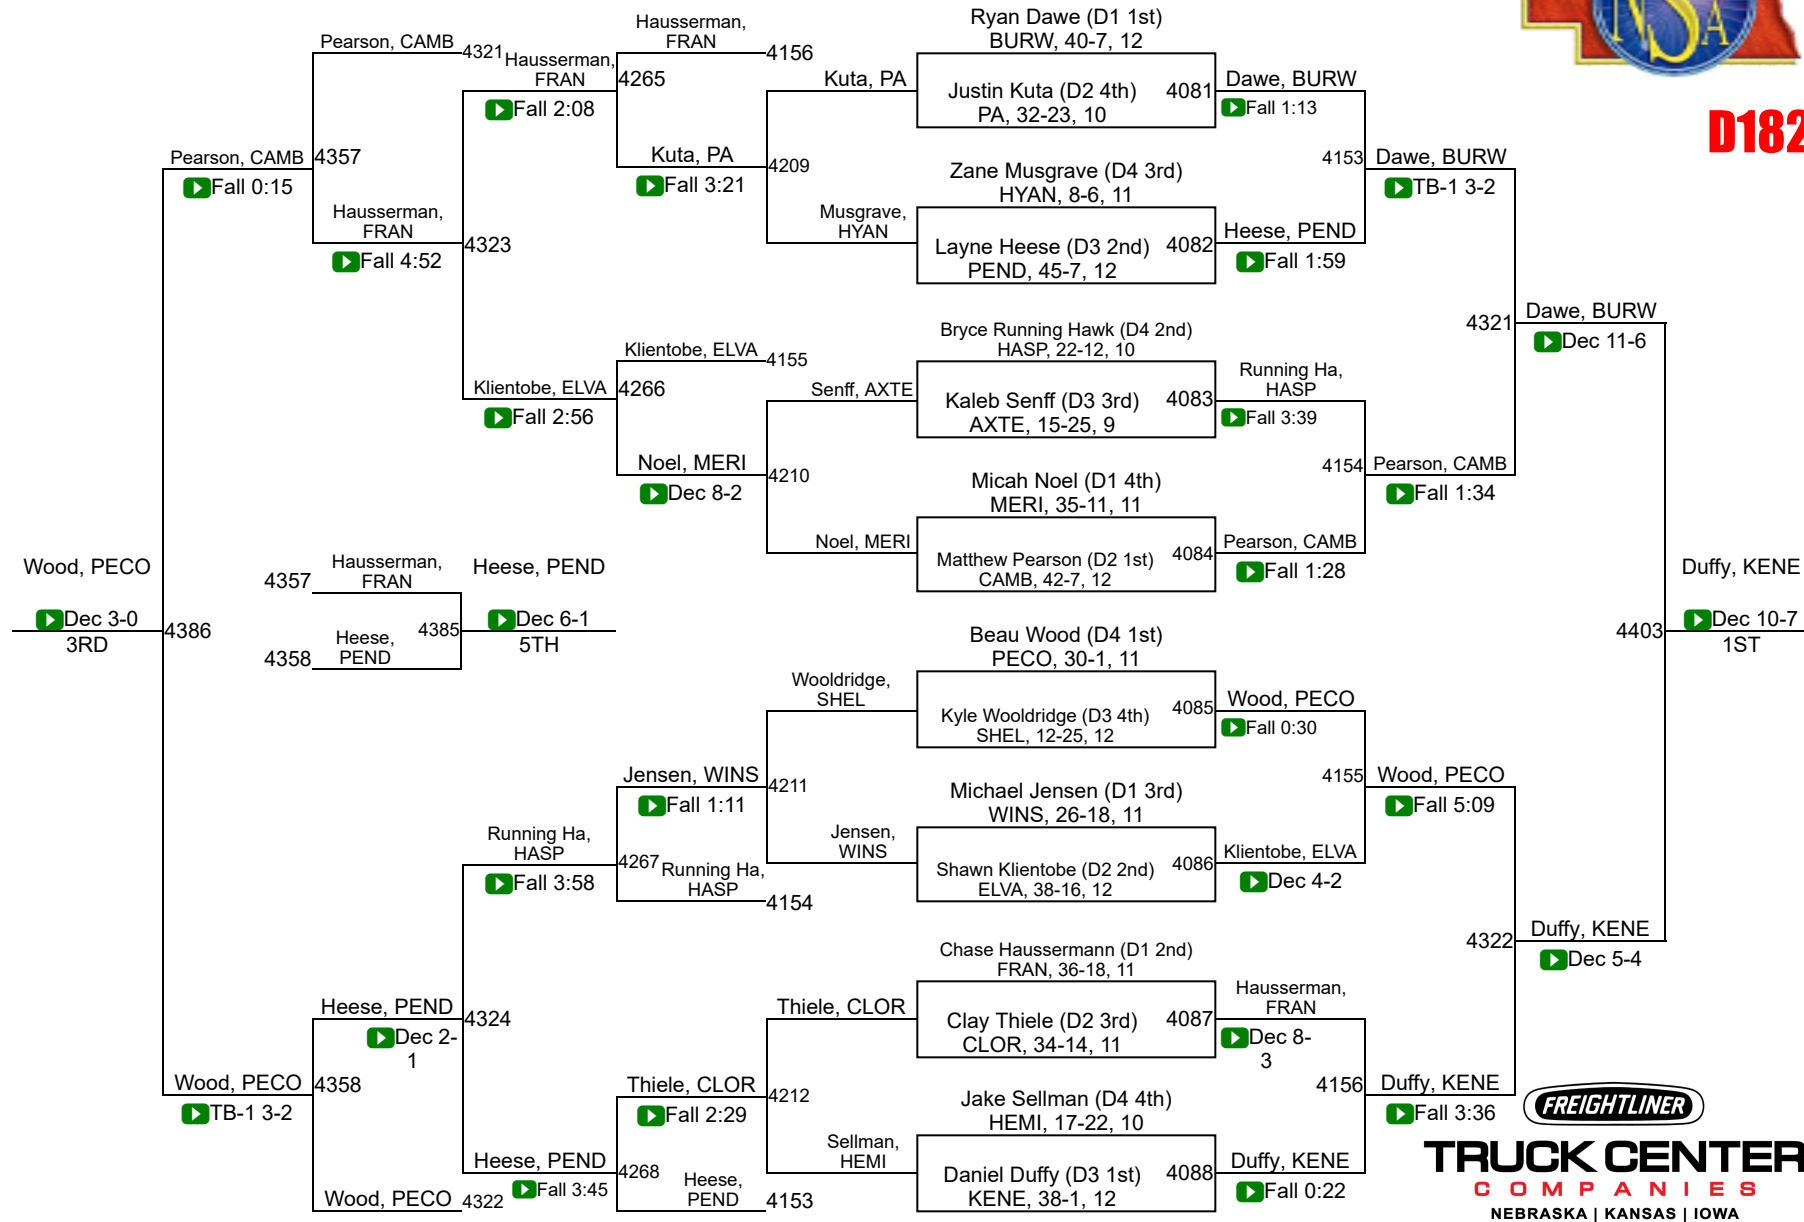 Ryan Dawe (D1 1st)
BURW, 40-7, 12
Justin Kuta (D2 4th)
PA, 32-23, 10
4081
Zane Musgrave (D4 3rd)
HYAN, 8-6, 11
Layne Heese (D3 2nd)
PEND, 45-7, 12
4082
Bryce Running Hawk (D4 2nd)
HASP, 22-12, 10
Kaleb Senff (D3 3rd)
AXTE, 15-25, 9
4083
Micah Noel (D1 4th)
MERI, 35-11, 11
Matthew Pearson (D2 1st)
CAMB, 42-7, 12
4084
Beau Wood (D4 1st)
PECO, 30-1, 11
Kyle Wooldridge (D3 4th)
SHEL, 12-25, 12
4085
Michael Jensen (D1 3rd)
WINS, 26-18, 11
Shawn Klientobe (D2 2nd)
ELVA, 38-16, 12
4086
Chase Haussermann (D1 2nd)
FRAN, 36-18, 11
Clay Thiele (D2 3rd)
CLOR, 34-14, 11
4087
Jake Sellman (D4 4th)
HEMI, 17-22, 10
Daniel Duffy (D3 1st)
KENE, 38-1, 12
4088
Dawe, BURW
Fall 1:13
Heese, PEND
Fall 1:59
Running Ha,
HASP
Fall 3:39
Pearson, CAMB
Fall 1:28
Wood, PECO
Fall 0:30
Klientobe, ELVA
Dec 4-2
Hausserman,
FRAN
Dec 8-
3
Duffy, KENE
Fall 0:22
4153
Dawe, BURW
TB-1 3-2
4154
Pearson, CAMB
Fall 1:34
4155
Wood, PECO
Fall 5:09
4156
Duffy, KENE
Fall 3:36
4321
Dawe, BURW
Dec 11-6
4322
Duffy, KENE
Dec 5-4
4403
Duffy, KENE
Dec 10-7
1ST
Kuta, PA
Musgrave,
HYAN
4209
Senff, AXTE
Noel, MERI
4210
Wooldridge,
SHEL
Jensen,
WINS
4211
Thiele, CLOR
Sellman,
HEMI
4212
Hausserman,
FRAN
4156
Kuta, PA
Fall 3:21
4265
Klientobe, ELVA
4155
Noel, MERI
Dec 8-2
4266
Jensen, WINS
Fall 1:11
Running Ha,
HASP
4154
4267
Thiele, CLOR
Fall 2:29
Heese,
PEND
4153
4268
Hausserman,
FRAN
Fall 2:08
Klientobe, ELVA
Fall 2:56
4323
Running Ha,
HASP
Fall 3:58
Heese, PEND
Fall 3:45
4324
Pearson, CAMB
4321
Hausserman,
FRAN
Fall 4:52
4357
Heese, PEND
Dec 2-
1
Wood, PECO
4322
4358
Pearson, CAMB
Fall 0:15
Wood, PECO
TB-1 3-2
4386
Wood, PECO
Dec 3-0
3RD
4357
Hausserman,
FRAN
4358
Heese,
PEND
4385
Heese, PEND
Dec 6-1
5TH
NSA
D182
FREIGHTLINER
TRUCK CENTER
COMPANIES
NEBRASKA | KANSAS | IOWA